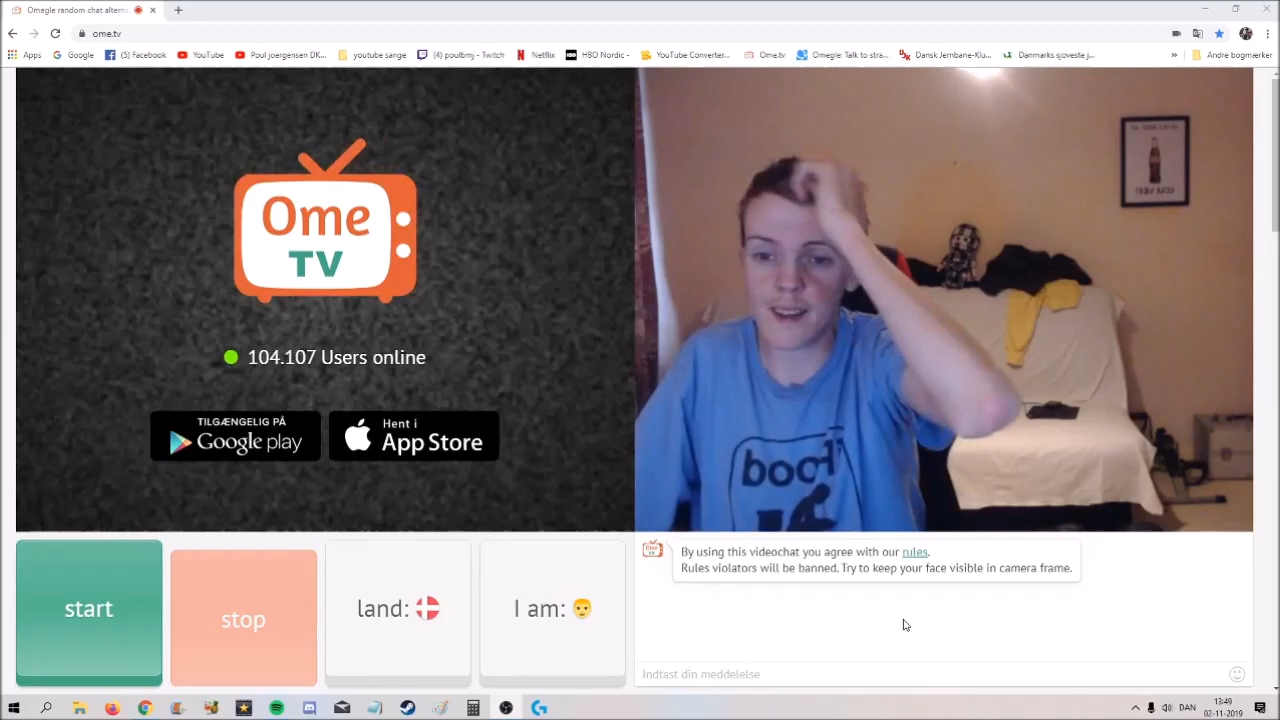 Omegle random chat altern
ome.tv
Apps
Google
(5) Facebook
YouTube
Poul joergensen DK...
youtube sange
poultbmj - Twitch
Netflix
HBO Nordic -
YouTube Converter...
Ome.tv
Omegle: Talk to stra...
Dansk Jernbane-Klu...
Danmarks sjoveste j...
»
Andre bogmærker
Ome
TV
104.107 Users online
TILGÆNGELIG PÅ
Google play
Hent i
App Store
start
stop
land:
I am:
By using this videochat you agree with our rules.
Rules violators will be banned. Try to keep your face visible in camera frame.
Indtast din meddelelse
DAN
13:49
02-11-2019